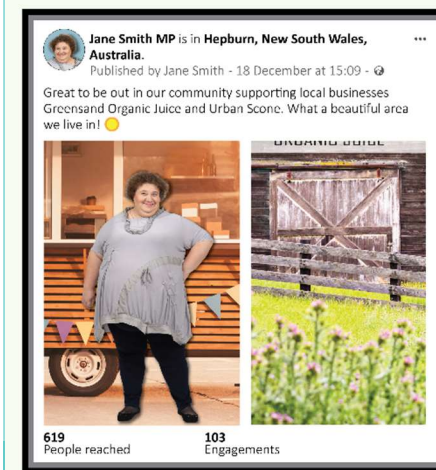 Jane Smith MP is in Hepburn, New South Wales,
Australia.
Published by Jane Smith - 18 December at 15:09 -
Great to be out in our community supporting local businesses
Greensand Organic Juice and Urban Scone. What a beautiful area
we live in!
ORGANIC JUICE
619
People reached
103
Engagements